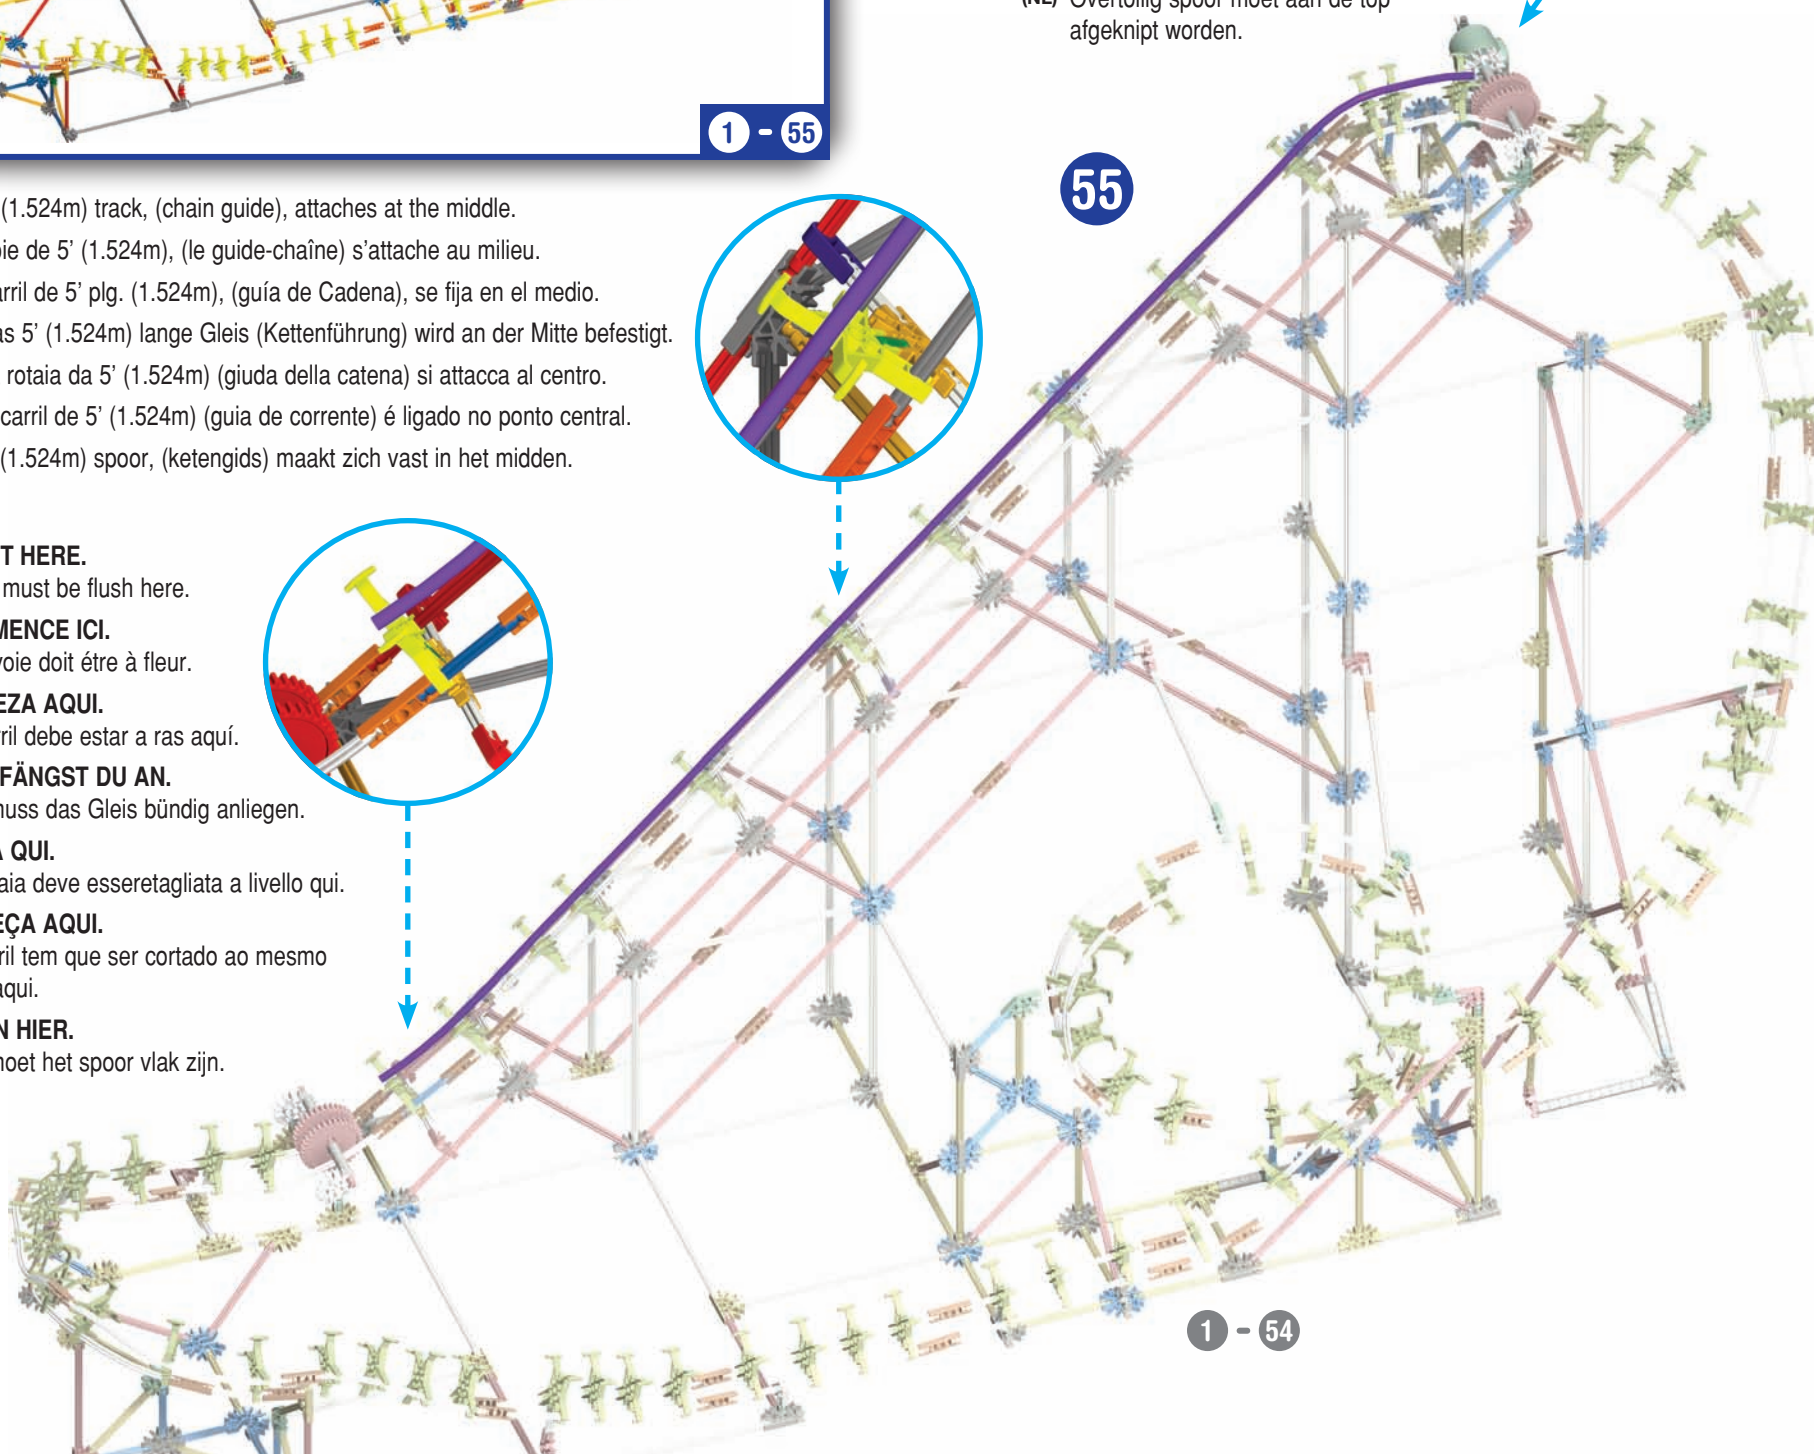 (NL) Overtollig spoor moet aan de top
afgeknipt worden.
1 - 55
55
(1.524m) track, (chain guide), attaches at the middle.
oie de 5’ (1.524m), (le guide-chaîne) s’attache au milieu.
arril de 5’ plg. (1.524m), (guía de Cadena), se fija en el medio.
as 5’ (1.524m) lange Gleis (Kettenführung) wird an der Mitte befestigt.
rotaia da 5’ (1.524m) (giuda della catena) si attacca al centro.
carril de 5’ (1.524m) (guia de corrente) é ligado no ponto central.
(1.524m) spoor, (ketengids) maakt zich vast in het midden.
T HERE.
must be flush here.
MENCE ICI.
voie doit étre à fleur.
EZA AQUI.
rril debe estar a ras aquí.
FÄNGST DU AN.
muss das Gleis bündig anliegen.
A QUI.
aia deve esseretagliata a livello qui.
EÇA AQUI.
rril tem que ser cortado ao mesmo
aqui.
N HIER.
moet het spoor vlak zijn.
1 - 54